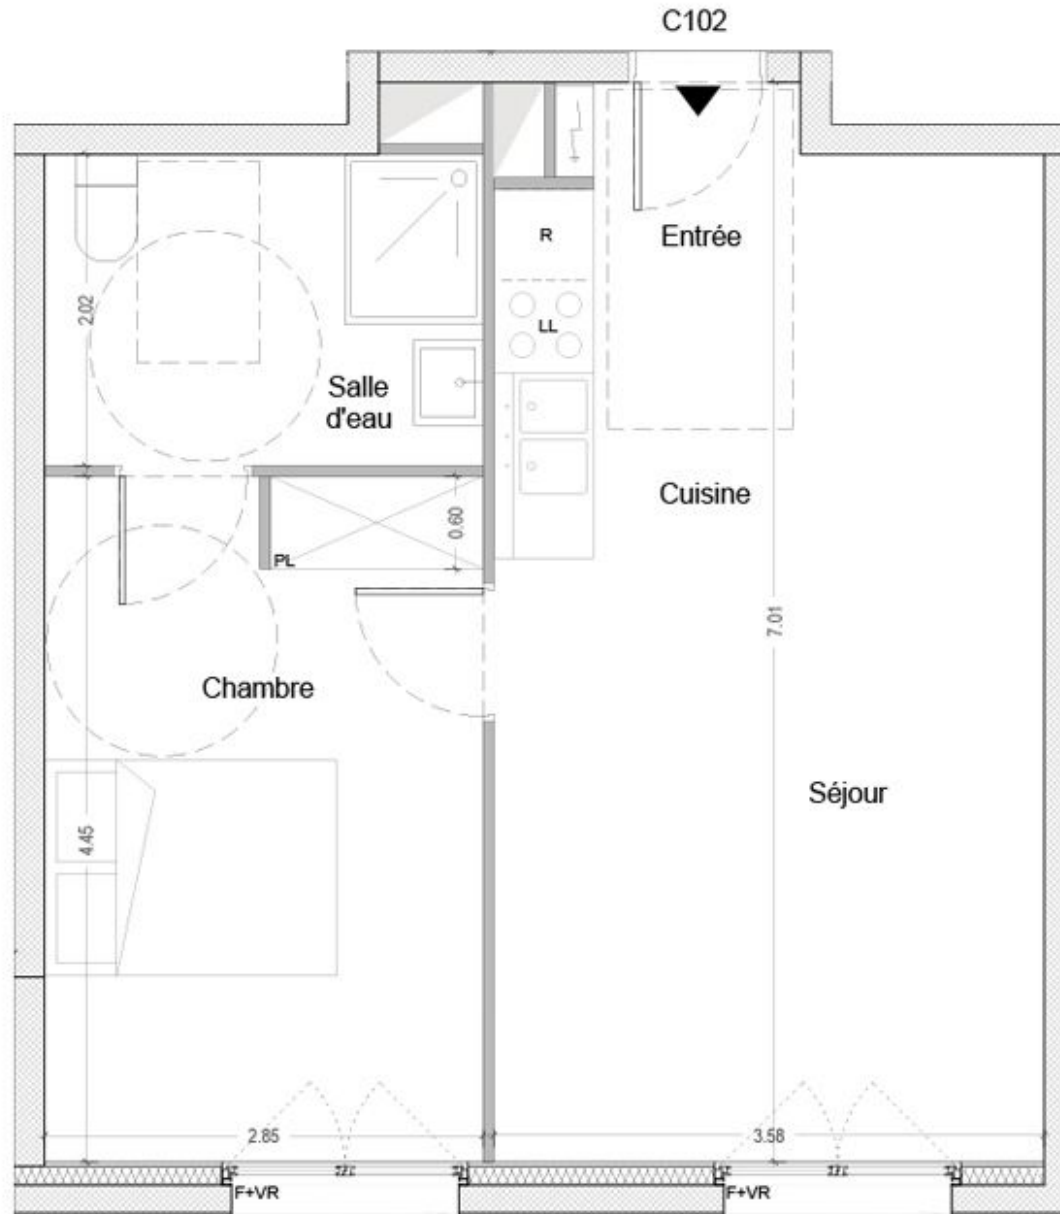 C102
Entrée
R
2.02
LL
Salle
d'eau
Cuisine
0.60
PL
7.01
Chambre
Séjour
4.45
2.85
3.58
F+VR
F+VR